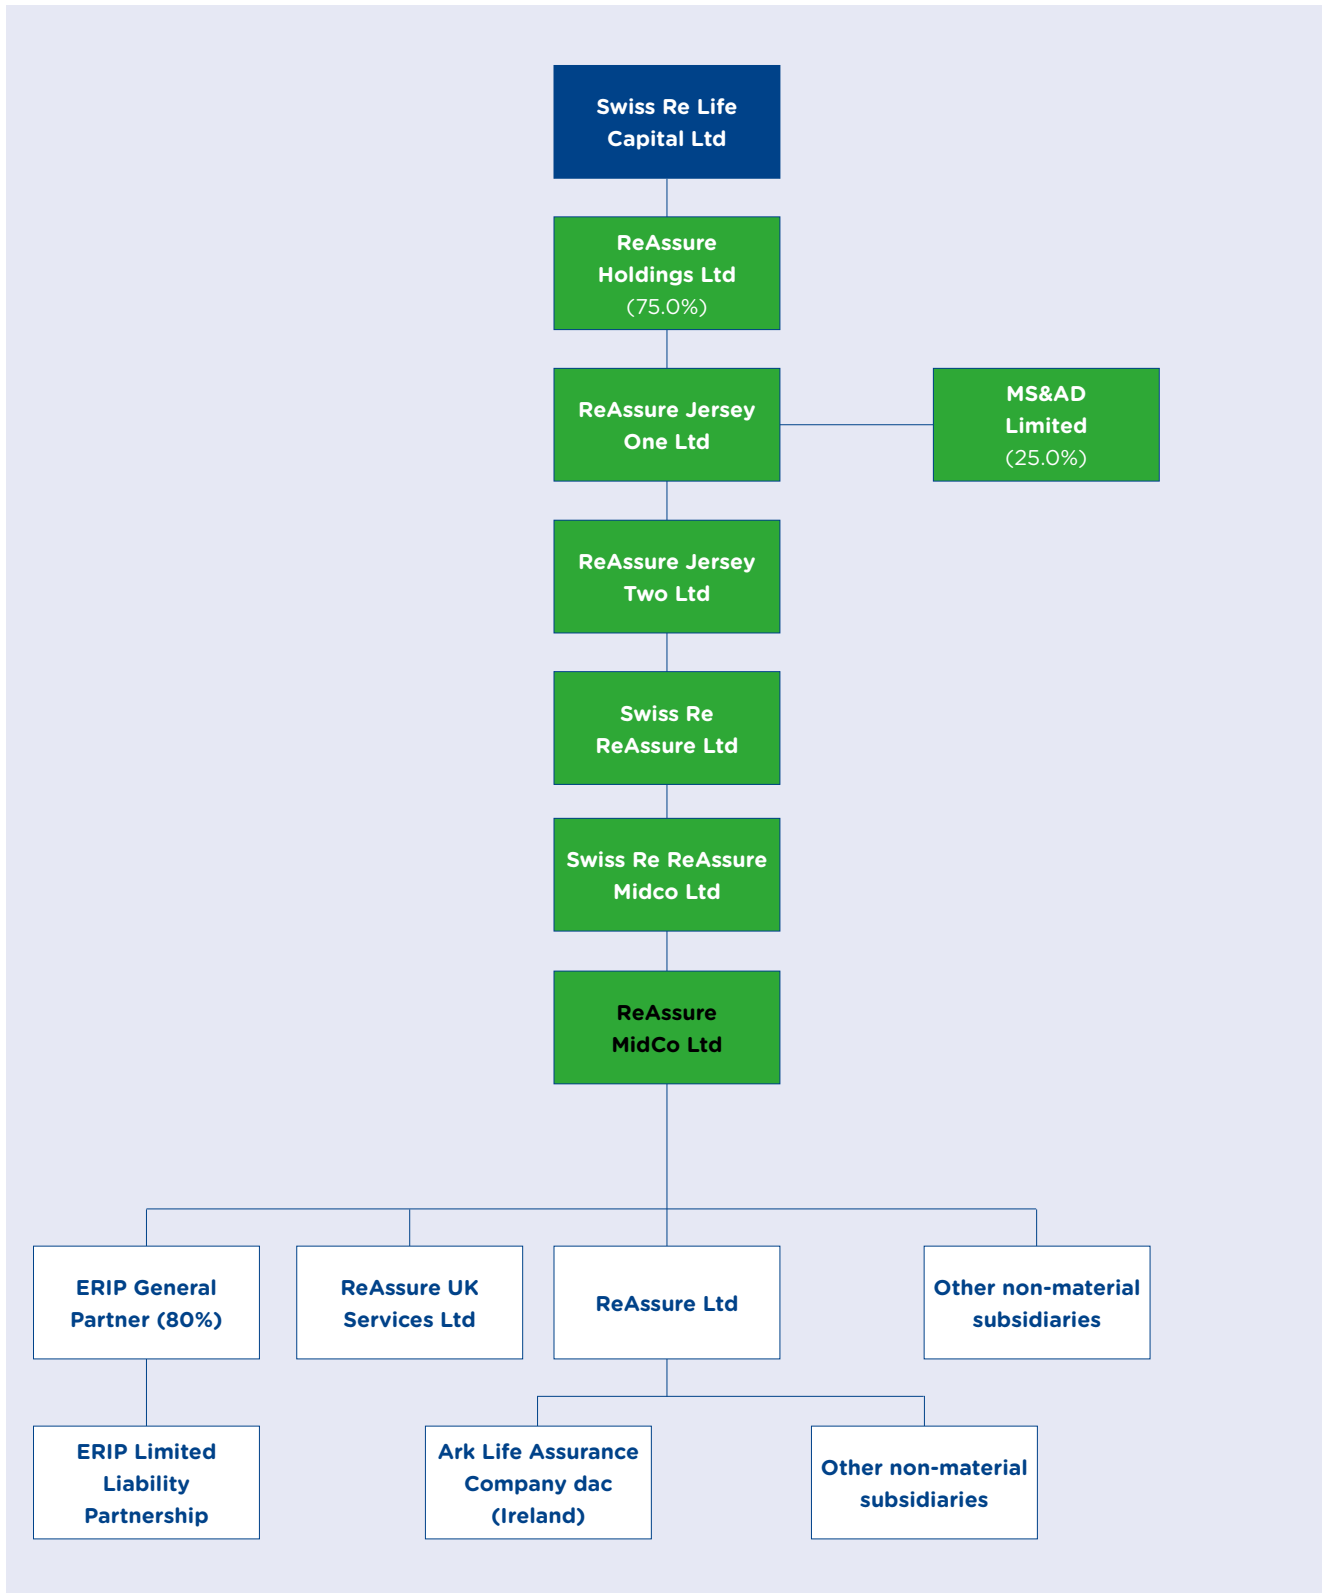 Swiss Re Life
Capital Ltd
ReAssure
Holdings Ltd
(75.0%)
ReAssure Jersey
One Ltd
MS&AD
Limited
(25.0%)
ReAssure Jersey
Two Ltd
Swiss Re
ReAssure Ltd
Swiss Re ReAssure
Midco Ltd
ReAssure
MidCo Ltd
ERIP General
Partner (80%)
ReAssure UK
Services Ltd
ReAssure Ltd
Other non-material
subsidiaries
ERIP Limited
Liability
Partnership
Ark Life Assurance
Company dac
(Ireland)
Other non-material
subsidiaries